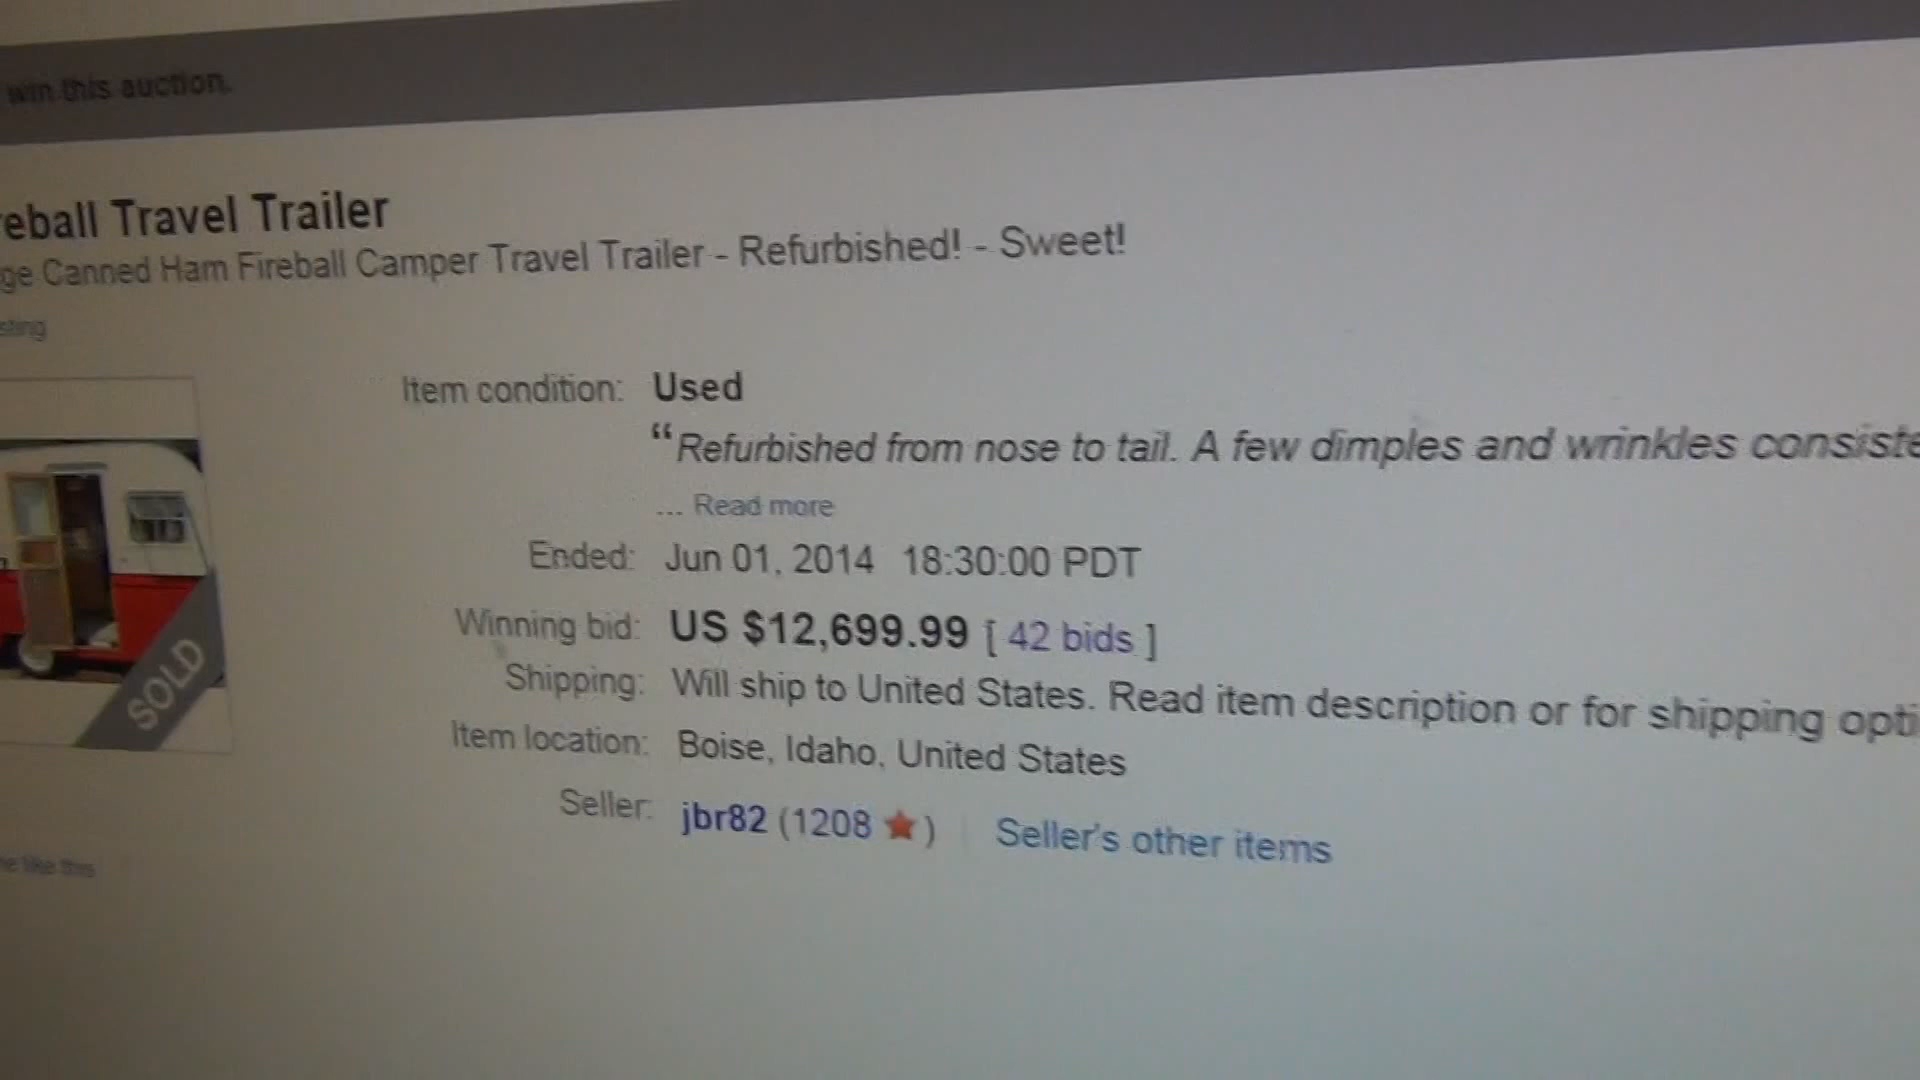 win this auction.
eball Travel Trailer
ge Canned Ham Fireball Camper Travel Trailer - Refurbished! - Sweet!
sting
Item condition: Used
“Refurbished from nose to tail. A few dimples and wrinkles consiste
... Read more
Ended: Jun 01, 2014 18:30:00 PDT
Winning bid: US $12,699.99 [ 42 bids ]
Shipping: Will ship to United States. Read item description or for shipping opti
SOLD
Item location: Boise, Idaho, United States
Seller: jbr82 (1208 ★) Seller's other items
like this